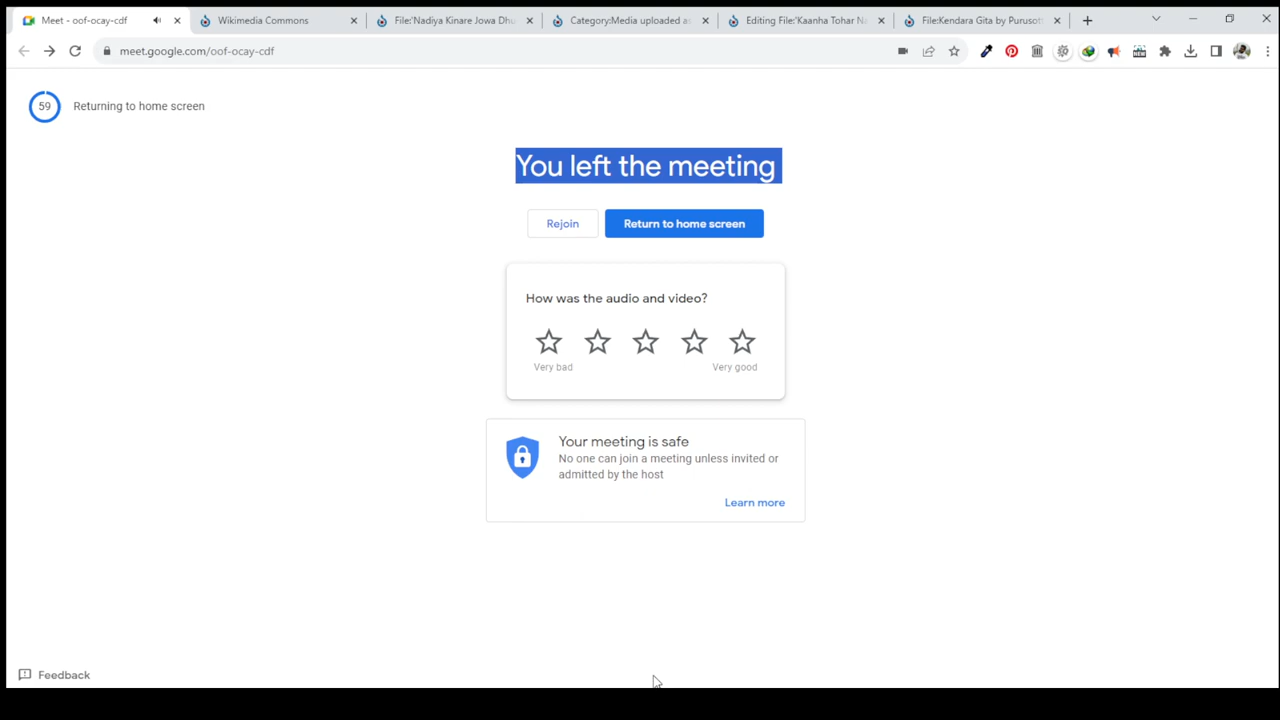 Meet - oof-ocay-cdf
Wikimedia Commons
File:'Nadiya Kinare Jowa Dhu
Category:Media uploaded as
Editing File:'Kaanha Tohar Na
File:Kendara Gita by Purusott
meet.google.com/oof-ocay-cdf
59
Returning to home screen
You left the meeting
Rejoin
Return to home screen
How was the audio and video?
Very bad
Very good
Your meeting is safe
No one can join a meeting unless invited or
admitted by the host
Learn more
Feedback